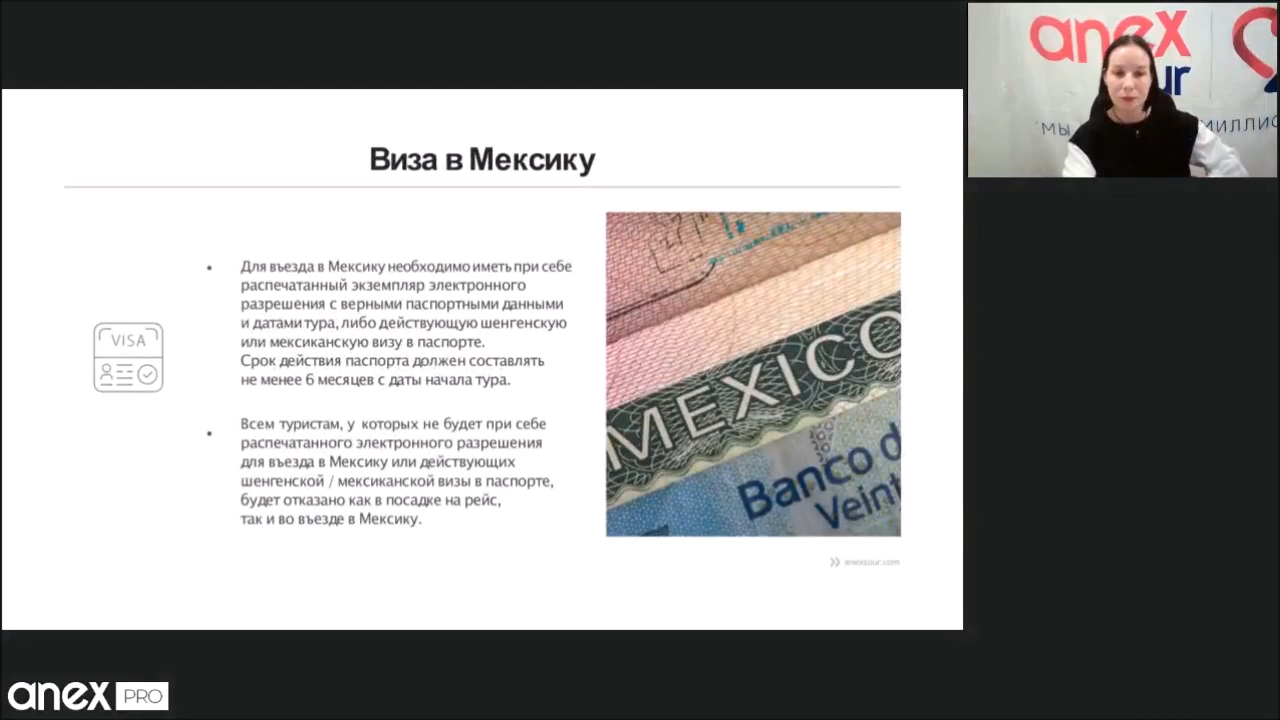 anex
tour
мы миллио
Виза в Мексику
• Для въезда в Мексику необходимо иметь при себе
распечатанный экземпляр электронного
разрешения с верными паспортными данными
и датами тура, либо действующую шенгенскую
или мексиканскую визу в паспорте.
Срок действия паспорта должен составлять
не менее 6 месяцев с даты начала тура.
VISA
• Всем туристам, у которых не будет при себе
распечатанного электронного разрешения
для въезда в Мексику или действующих
шенгенской / мексиканской визы в паспорте,
будет отказано как в посадке на рейс,
так и во въезде в Мексику.
MEXICO
Banco d
Veint
anextour.com
anex PRO